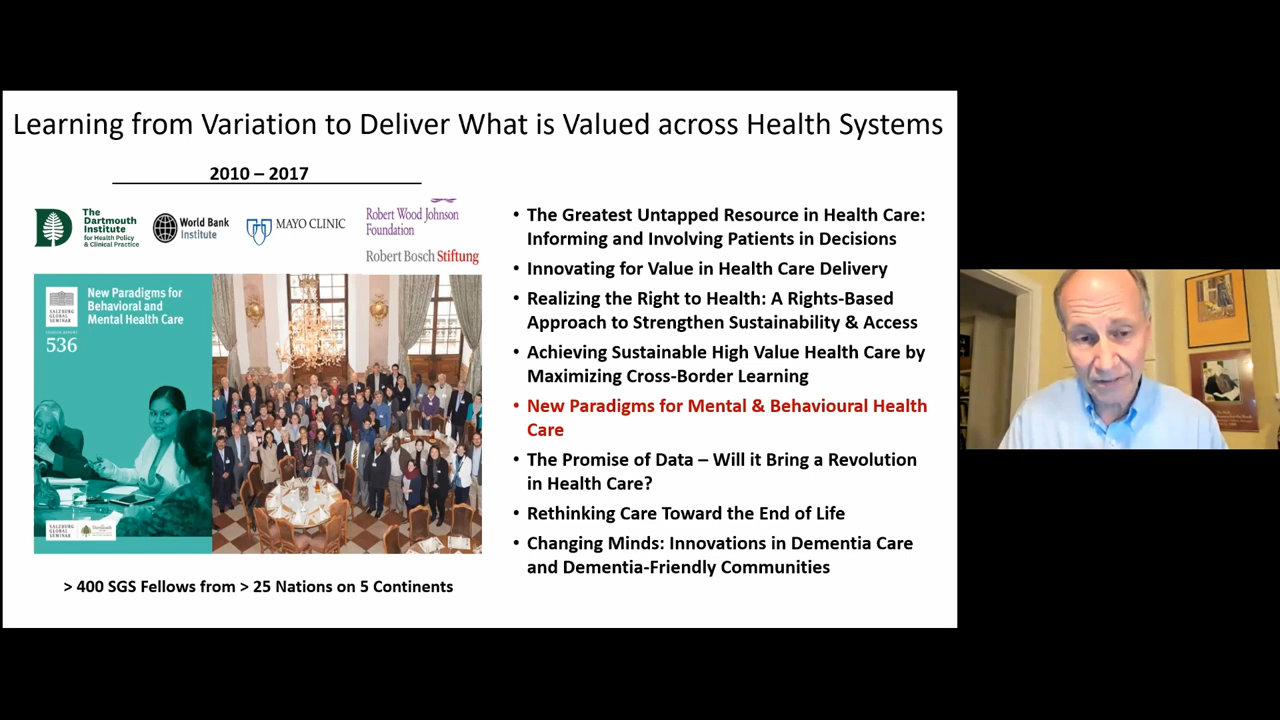 Learning from Variation to Deliver What is Valued across Health Systems
2010 – 2017
The
Dartmouth
Institute
for Health Policy
& Clinical Practice
World Bank
Institute
MAYO CLINIC
Robert Wood Johnson
Foundation
Robert Bosch Stiftung
SALZBURG
GLOBAL
SEMINAR
536
New Paradigms for
Behavioral and
Mental Health Care
SALZBURG
GLOBAL
SEMINAR
> 400 SGS Fellows from > 25 Nations on 5 Continents
• The Greatest Untapped Resource in Health Care:
Informing and Involving Patients in Decisions
• Innovating for Value in Health Care Delivery
• Realizing the Right to Health: A Rights-Based
Approach to Strengthen Sustainability & Access
• Achieving Sustainable High Value Health Care by
Maximizing Cross-Border Learning
• New Paradigms for Mental & Behavioural Health
Care
• The Promise of Data – Will it Bring a Revolution
in Health Care?
• Rethinking Care Toward the End of Life
• Changing Minds: Innovations in Dementia Care
and Dementia-Friendly Communities